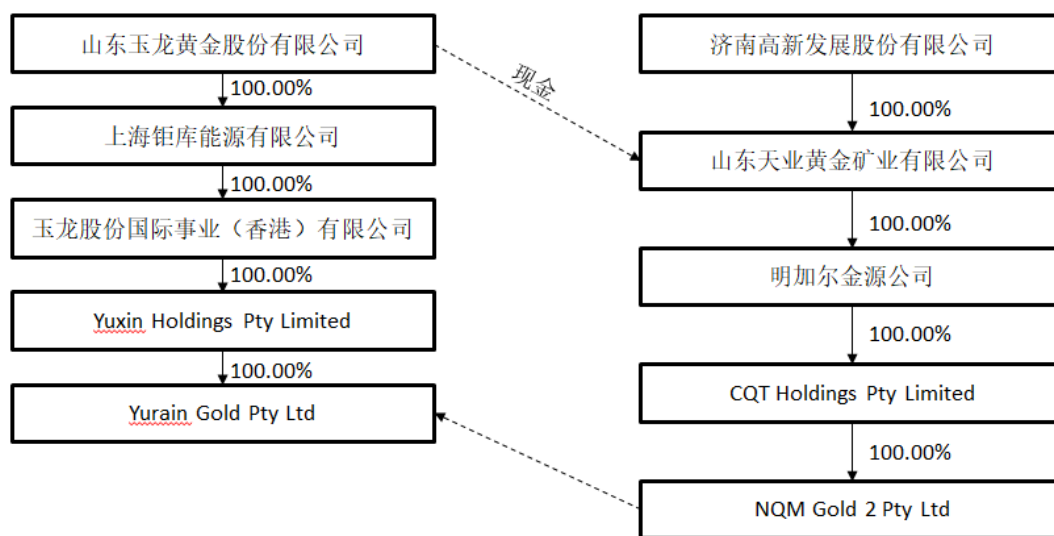 山东玉龙黄金股份有限公司
100.00%
上海钜库能源有限公司
100.00%
玉龙股份国际事业（香港）有限公司
100.00%
Yuxin Holdings Pty Limited
100.00%
Yurain Gold Pty Ltd
现金
济南高新发展股份有限公司
100.00%
山东天业黄金矿业有限公司
100.00%
明加尔金源公司
100.00%
CQT Holdings Pty Limited
100.00%
NQM Gold 2 Pty Ltd